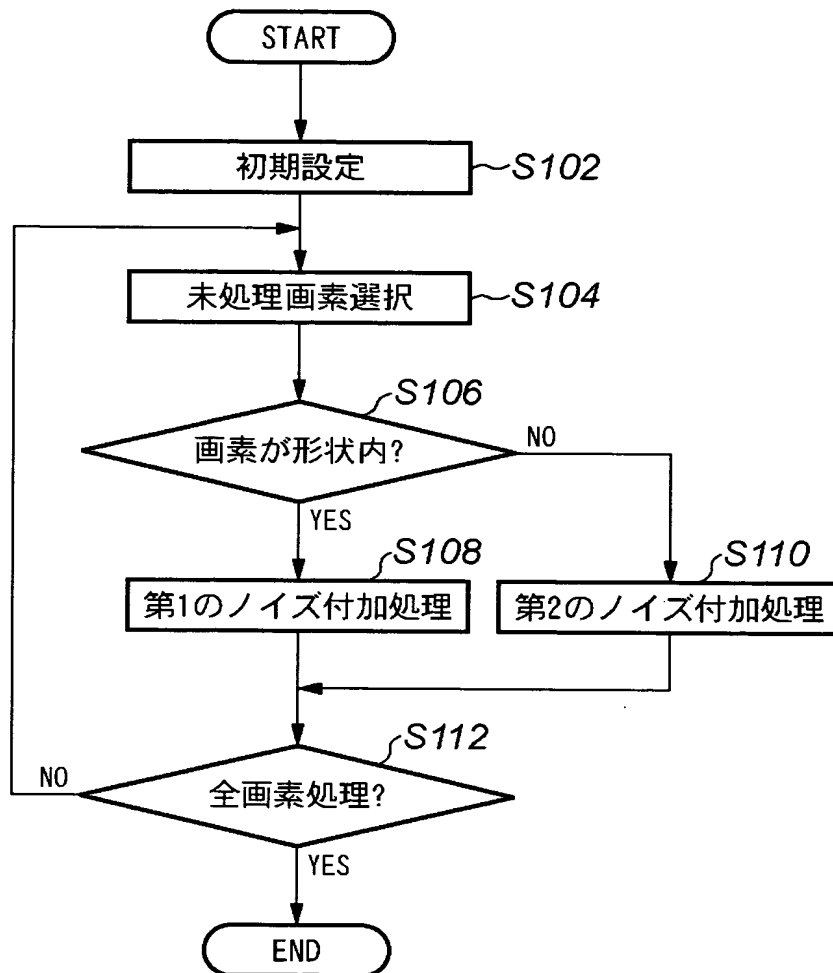 START
初期設定
S102
未処理画素選択
S104
S106
画素が形状内?
NO
YES
S108
第1のノイズ付加処理
S110
第2のノイズ付加処理
S112
全画素処理?
NO
YES
END